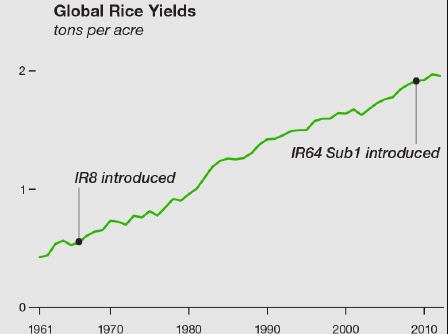 Global Rice Yields
tons per acre
2
IR64 Sub1 introduced
IR8 introduced
1
0
1961 1970 1980 1990 2000 2010